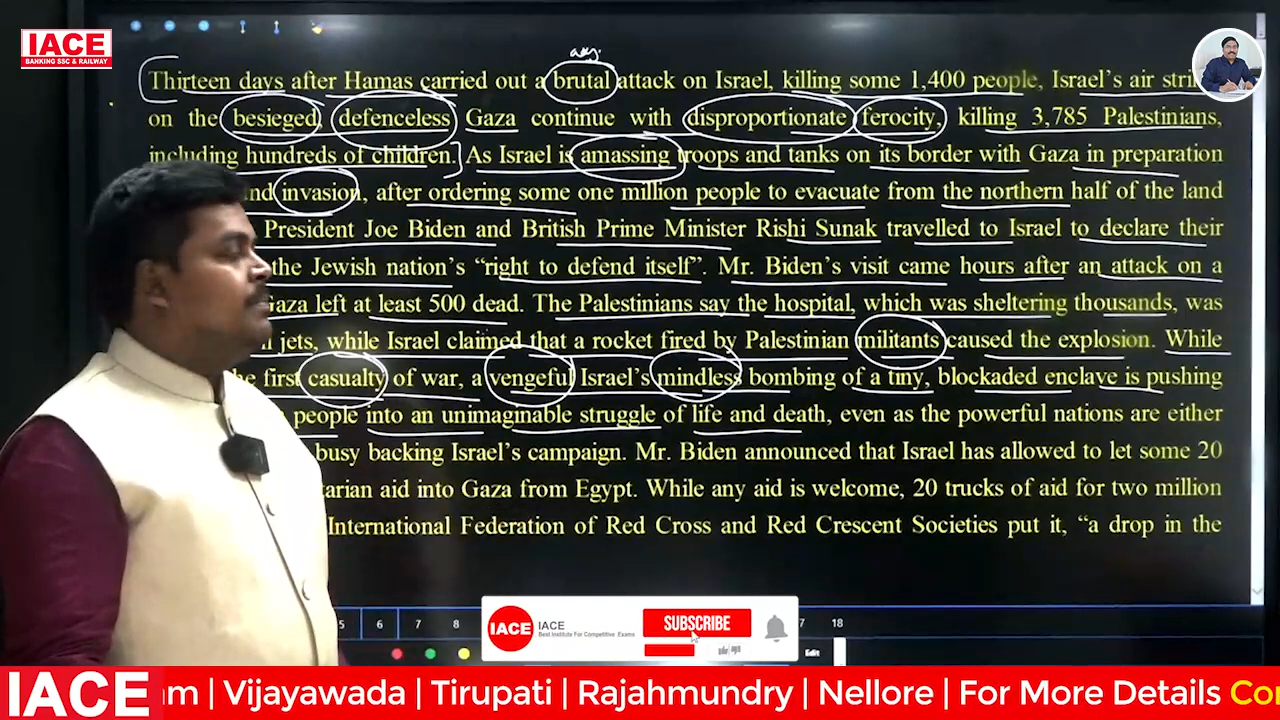 IACE
BANKING SSC & RAILWAY
adj.
Thirteen days after Hamas carried out a brutal attack on Israel, killing some 1,400 people, Israel's air
on the besieged, defenceless Gaza continue with disproportionate ferocity, killing 3,785 Palestinians,
including hundreds of children. As Israel is amassing troops and tanks on its border with Gaza in preparation
invasion, after ordering some one million people to evacuate from the northern half of the land
President Joe Biden and British Prime Minister Rishi Sunak travelled to Israel to declare their
the Jewish nation's "right to defend itself". Mr. Biden's visit came hours after an attack on a
Gaza left at least 500 dead. The Palestinians say the hospital, which was sheltering thousands, was
jets, while Israel claimed that a rocket fired by Palestinian militants caused the explosion. While
first casualty of war, a vengeful Israel's mindless bombing of a tiny, blockaded enclave is pushing
people into an unimaginable struggle of life and death, even as the powerful nations are either
busy backing Israel's campaign. Mr. Biden announced that Israel has allowed to let some 20
aid into Gaza from Egypt. While any aid is welcome, 20 trucks of aid for two million
International Federation of Red Cross and Red Crescent Societies put it, "a drop in the
5 6 7 8 17 18
IACE
IACE
Best Institute For Competitive Exams
SUBSCRIBE
Edit
IACE
| Vijayawada | Tirupati | Rajahmundry | Nellore | For More Details